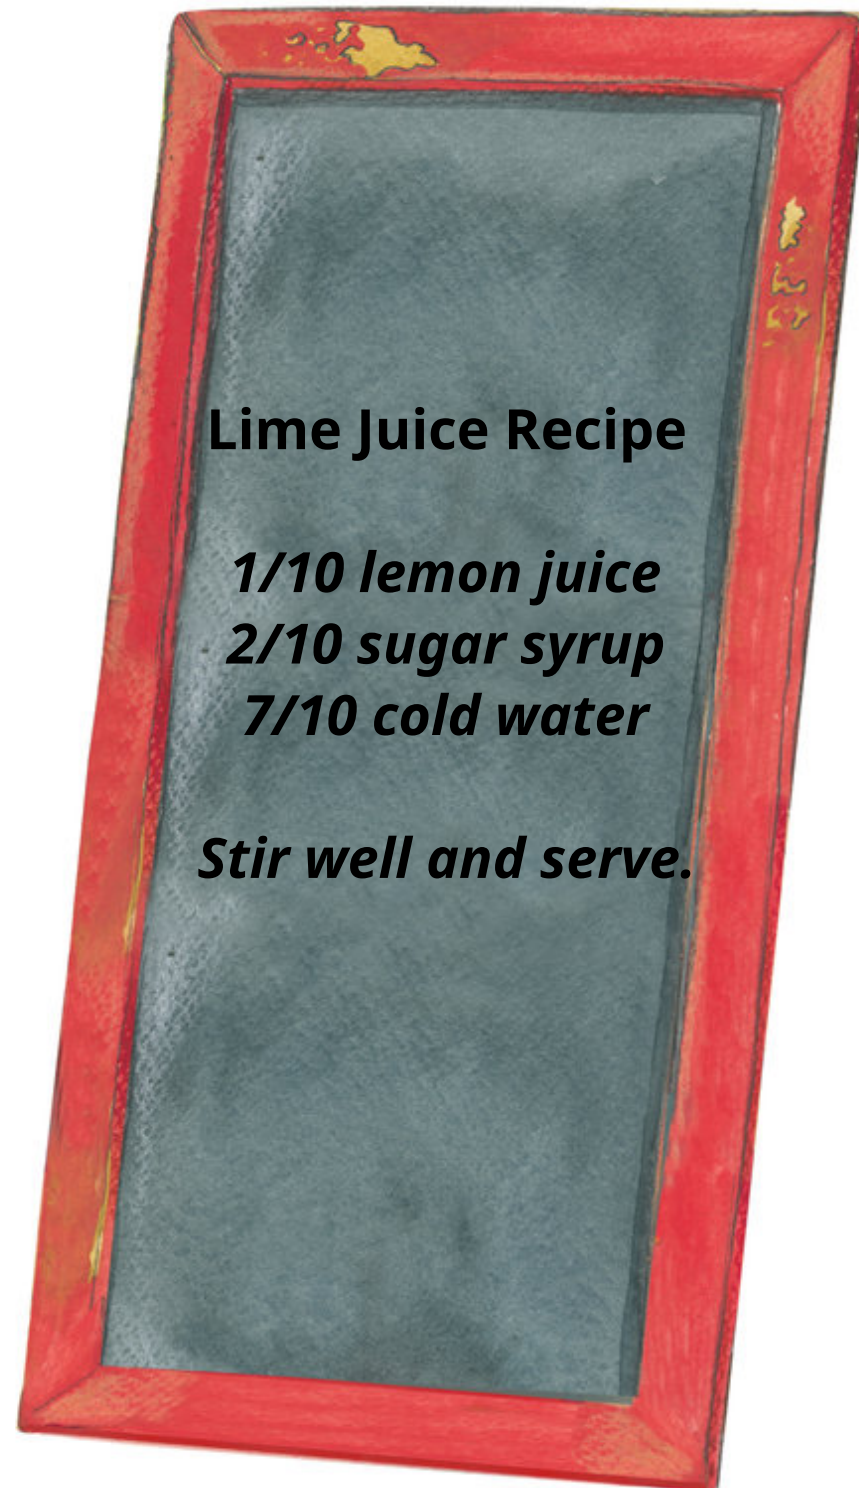 Lime Juice Recipe
1/10 lemon juice
2/10 sugar syrup
7/10 cold water
Stir well and serve.